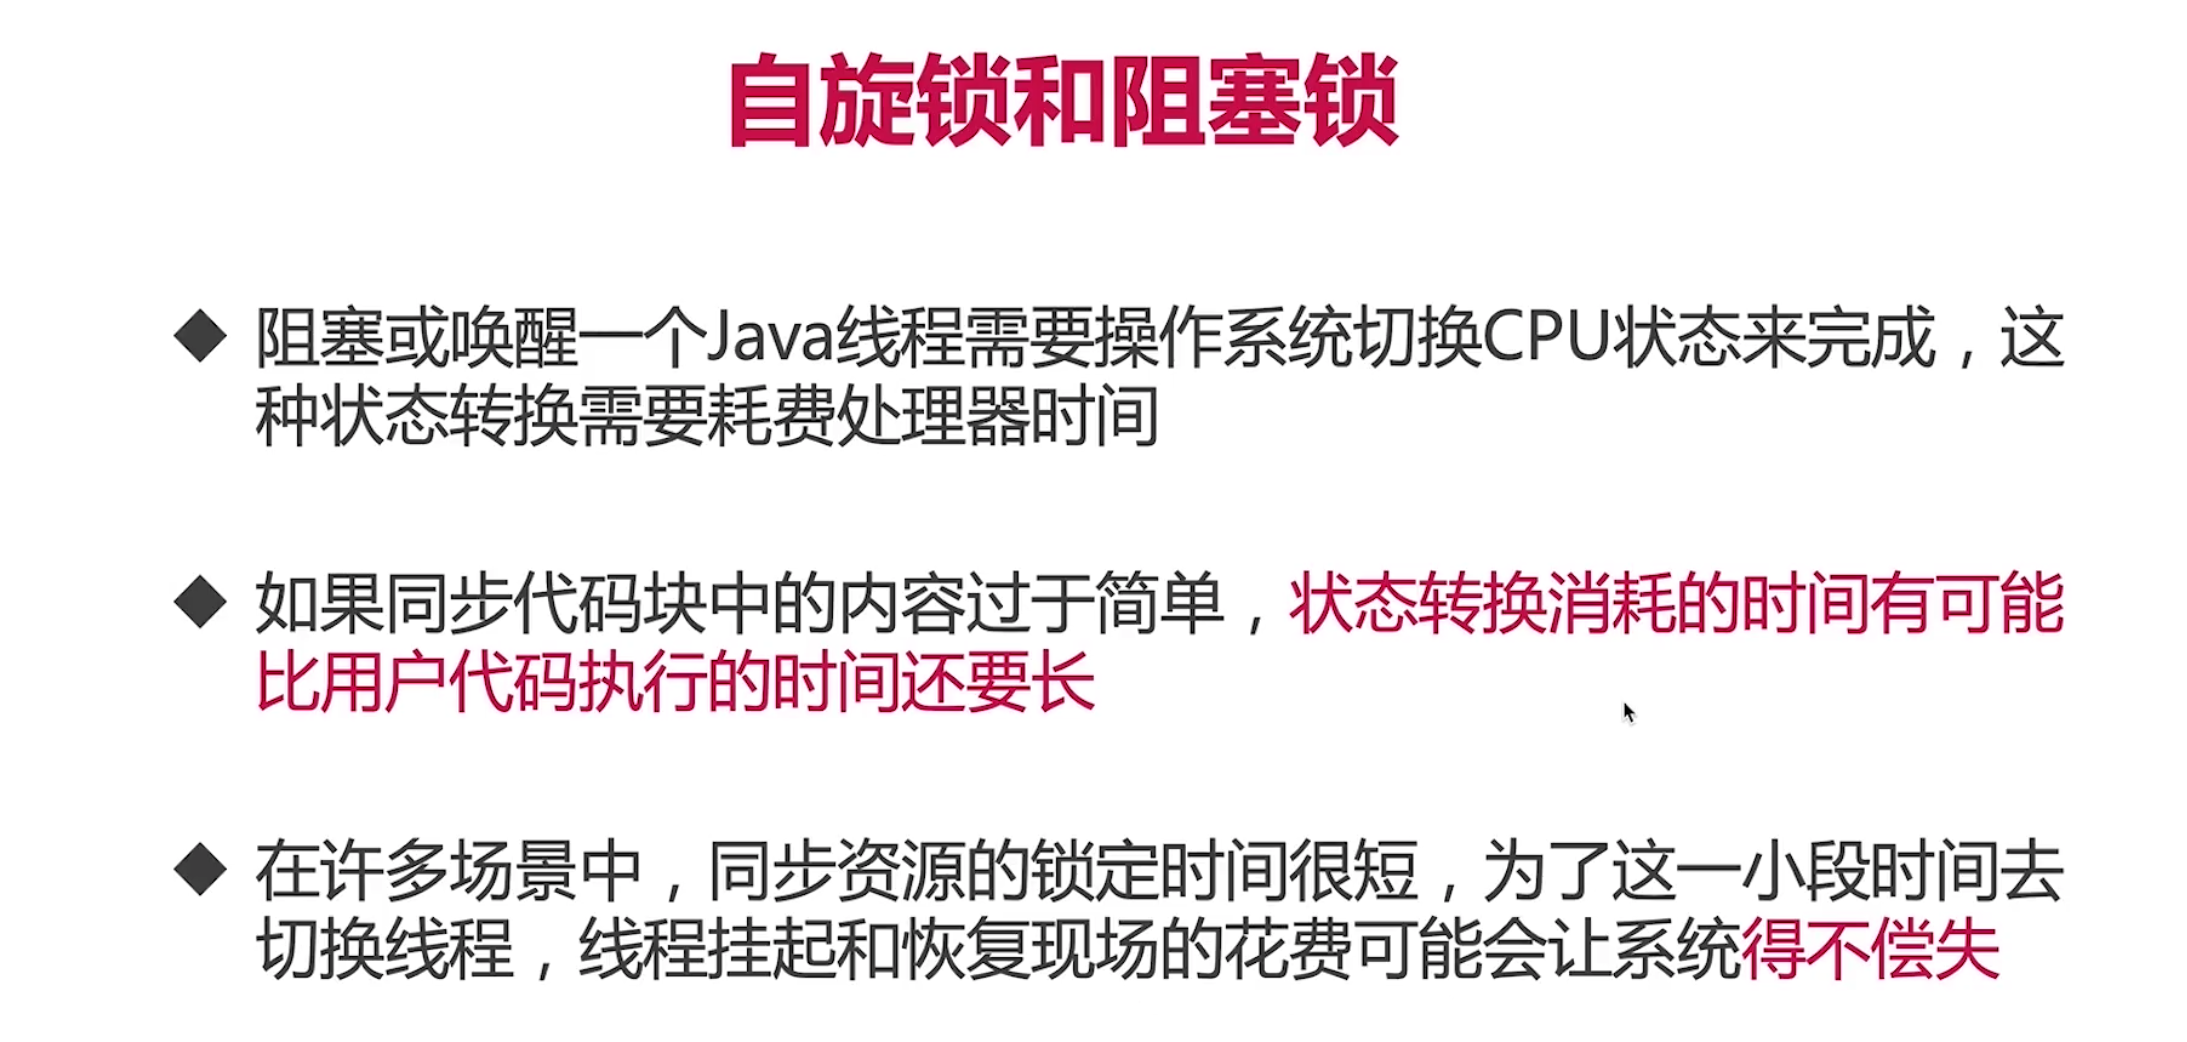 自旋锁和阻塞锁
阻塞或唤醒一个Java线程需要操作系统切换CPU状态来完成，这
种状态转换需要耗费处理器时间
如果同步代码块中的内容过于简单，状态转换消耗的时间有可能
比用户代码执行的时间还要长
在许多场景中，同步资源的锁定时间很短，为了这一小段时间去
切换线程，线程挂起和恢复现场的花费可能会让系统得不偿失